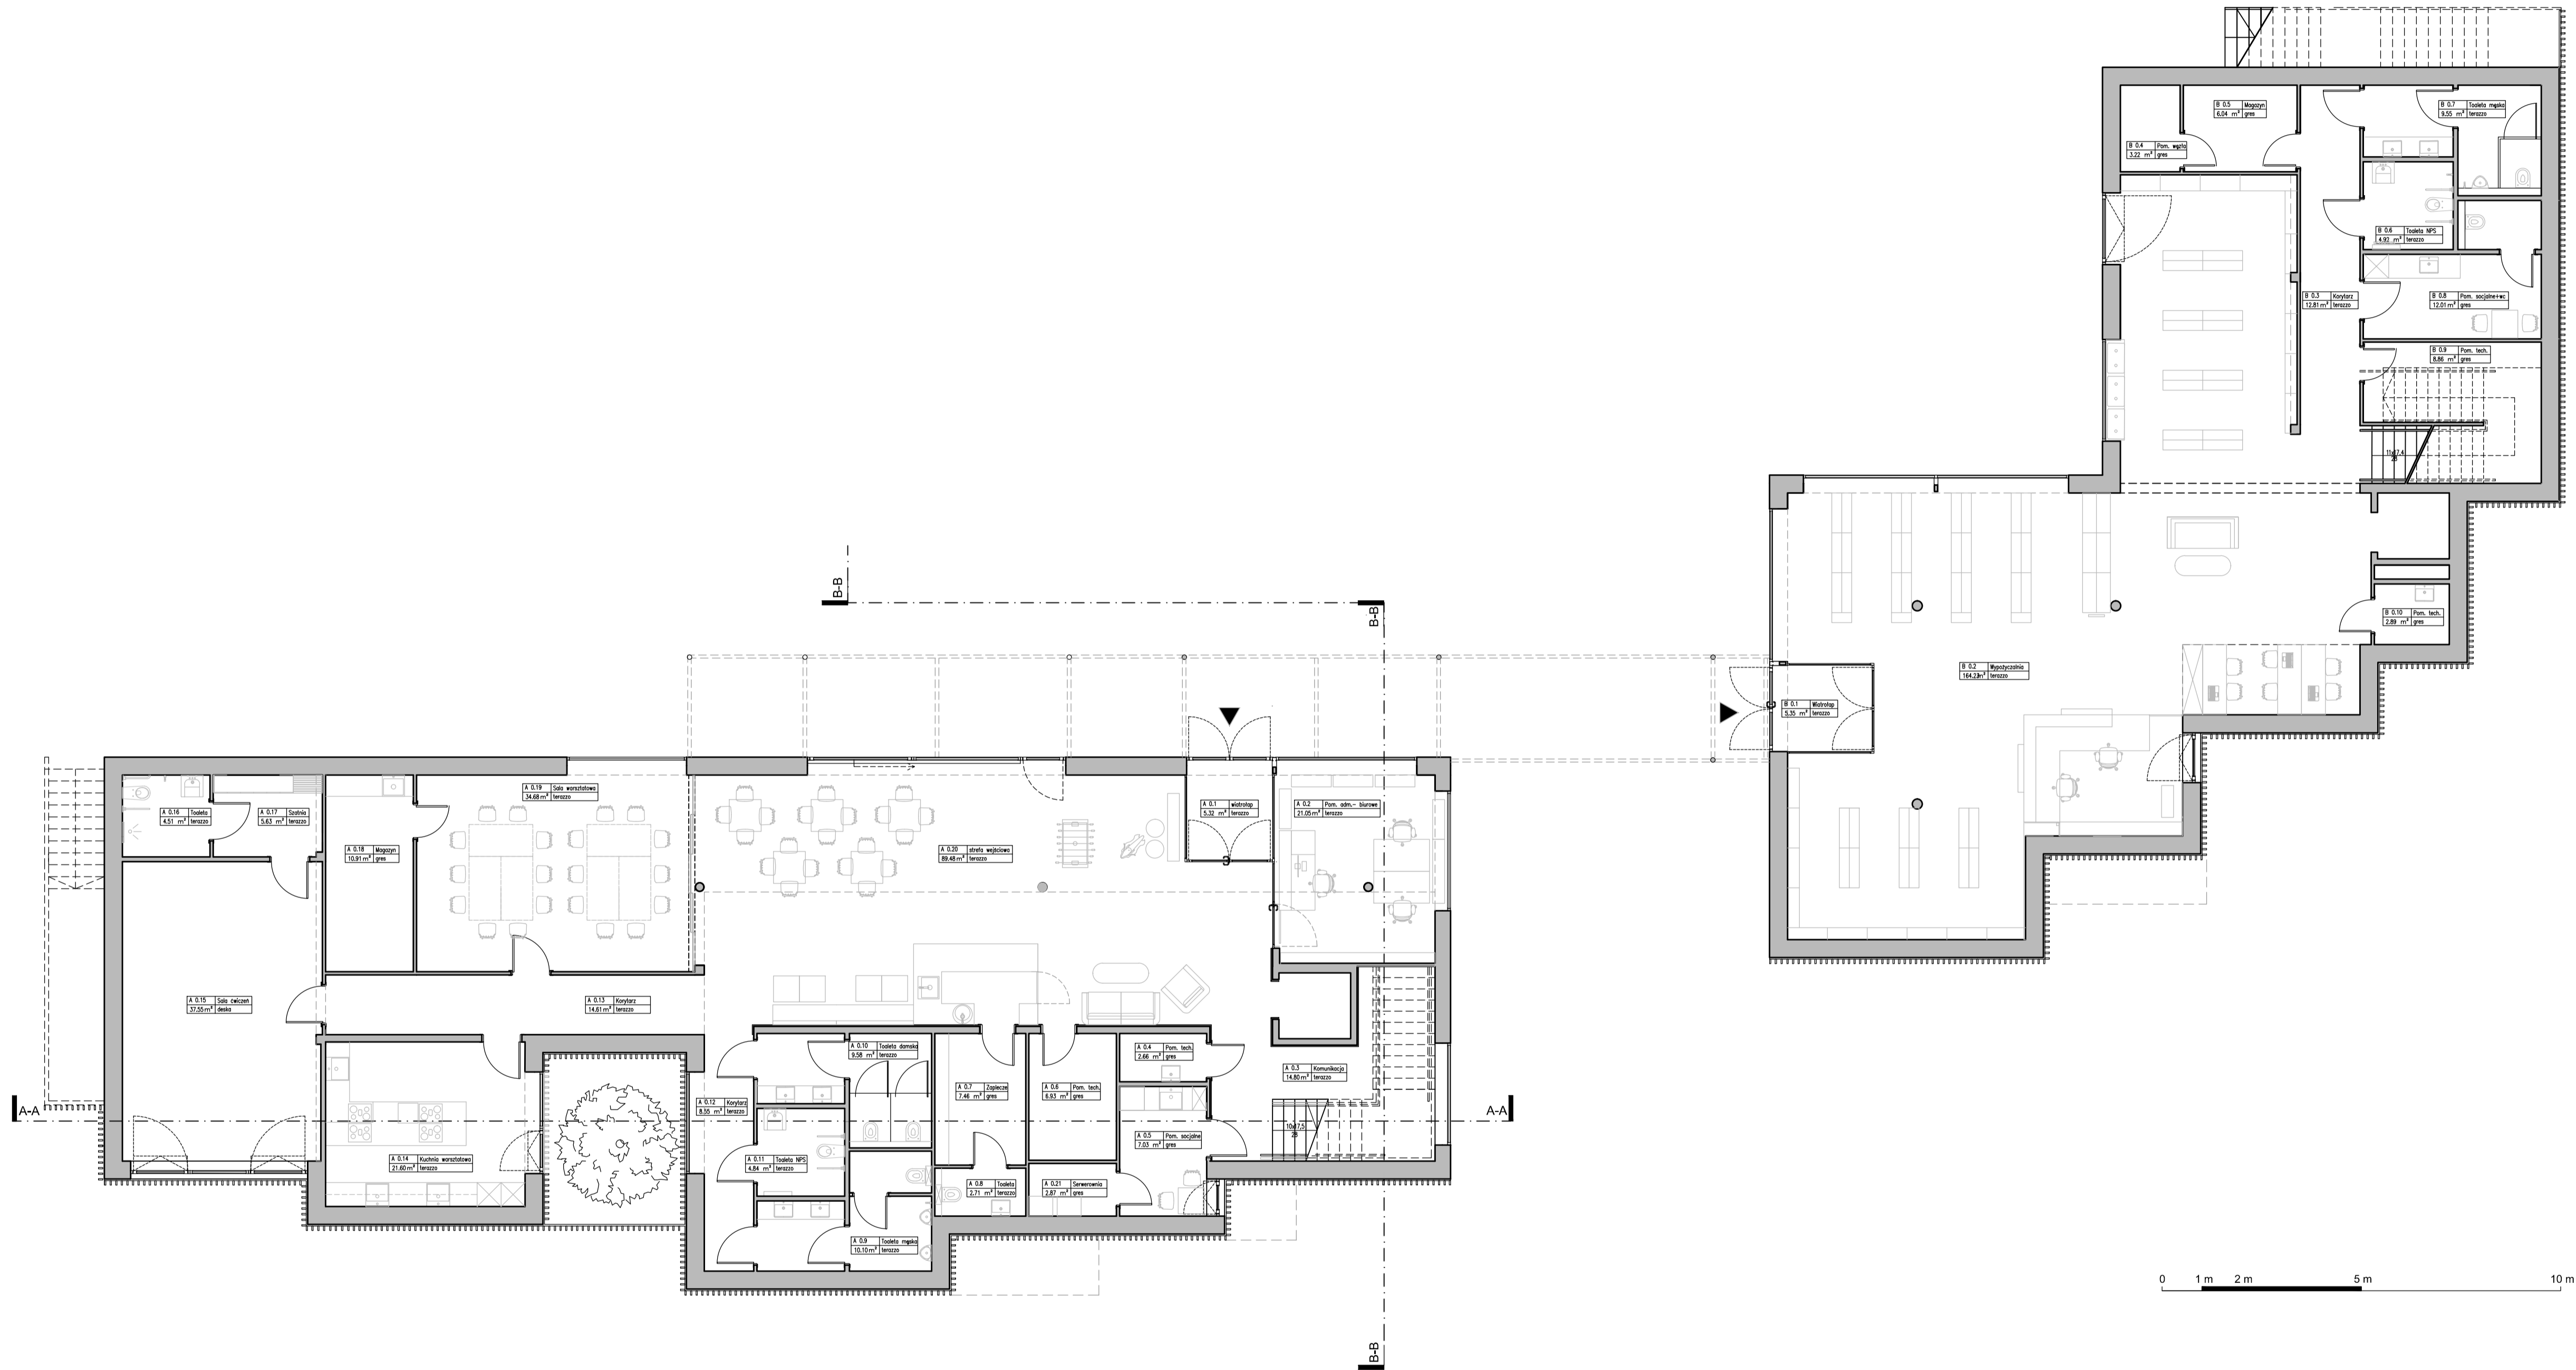 B 0.5 Magazyn
6.04 m² gres
B 0.7 Toaleta męska
9.55 m² terazzo
B 0.4 Pom. węzła
3.22 m² gres
B 0.6 Toaleta NPS
4.92 m² terazzo
B 0.3 Korytarz
12.81 m² terazzo
B 0.8 Pom. socjalne+wc
12.01 m² gres
B 0.9 Pom. tech.
8.86 m² gres
11x17,4
28
B 0.10 Pom. tech.
2.89 m² gres
B 0.2 Wypożyczalnia
164.23m² terazzo
B 0.1 Wiatrołap
5.35 m² terazzo
B-B
B-B
A 0.19 Sala warsztatowa
34.68 m² terazzo
A 0.16 Toaleta
4.51 m² terazzo
A 0.17 Szatnia
5.63 m² terazzo
A 0.1 wiatrołap
5.32 m² terazzo
A 0.2 Pom. adm.- biurowe
21.05 m² terazzo
A 0.18 Magazyn
10.91 m² gres
A 0.20 strefa wejściowa
89.48 m² terazzo
A 0.15 Sala ćwiczeń
37.55 m² deska
A 0.13 Korytarz
14.61 m² terazzo
A 0.10 Toaleta damska
9.58 m² terazzo
A 0.4 Pom. tech.
2.66 m² gres
A 0.3 Komunikacja
14.80 m² terazzo
A 0.7 Zaplecze
7.46 m² gres
A 0.6 Pom. tech.
6.93 m² gres
A 0.12 Korytarz
8.55 m² terazzo
A-A
A-A
10x17,5
28
A 0.5 Pom. socjalne
7.03 m² gres
A 0.14 Kuchnia warsztatowa
21.60 m² terazzo
A 0.11 Toaleta NPS
4.84 m² terazzo
A 0.8 Toaleta
2.71 m² terazzo
A 0.21 Serwerownia
2.87 m² gres
A 0.9 Toaleta męska
10.10 m² terazzo
0 1 m 2 m 5 m 10 m
B-B